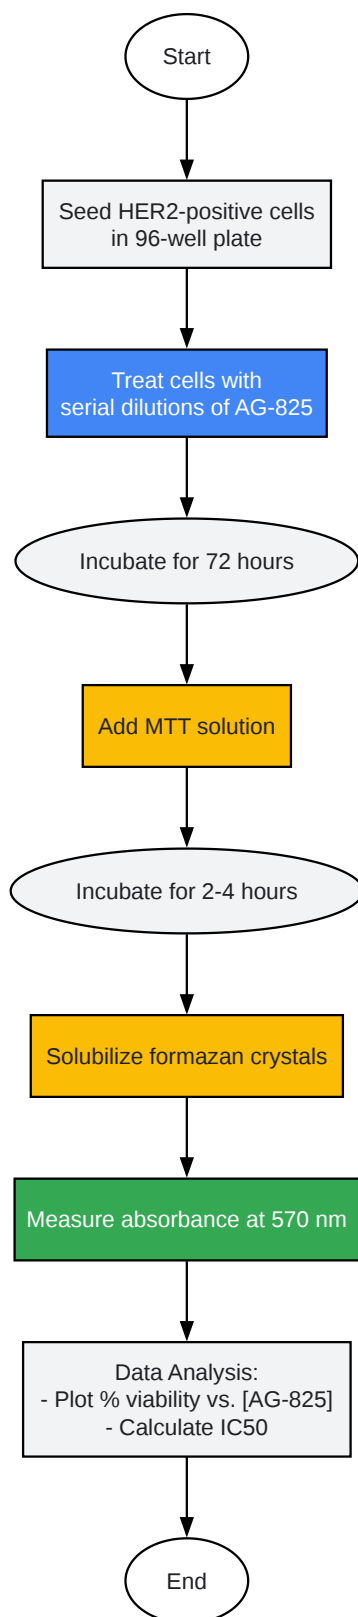 Start
Seed HER2-positive cells
in 96-well plate
Treat cells with
serial dilutions of AG-825
Incubate for 72 hours
Add MTT solution
Incubate for 2-4 hours
Solubilize formazan crystals
Measure absorbance at 570 nm
Data Analysis:
- Plot % viability vs. [AG-825]
- Calculate IC50
End